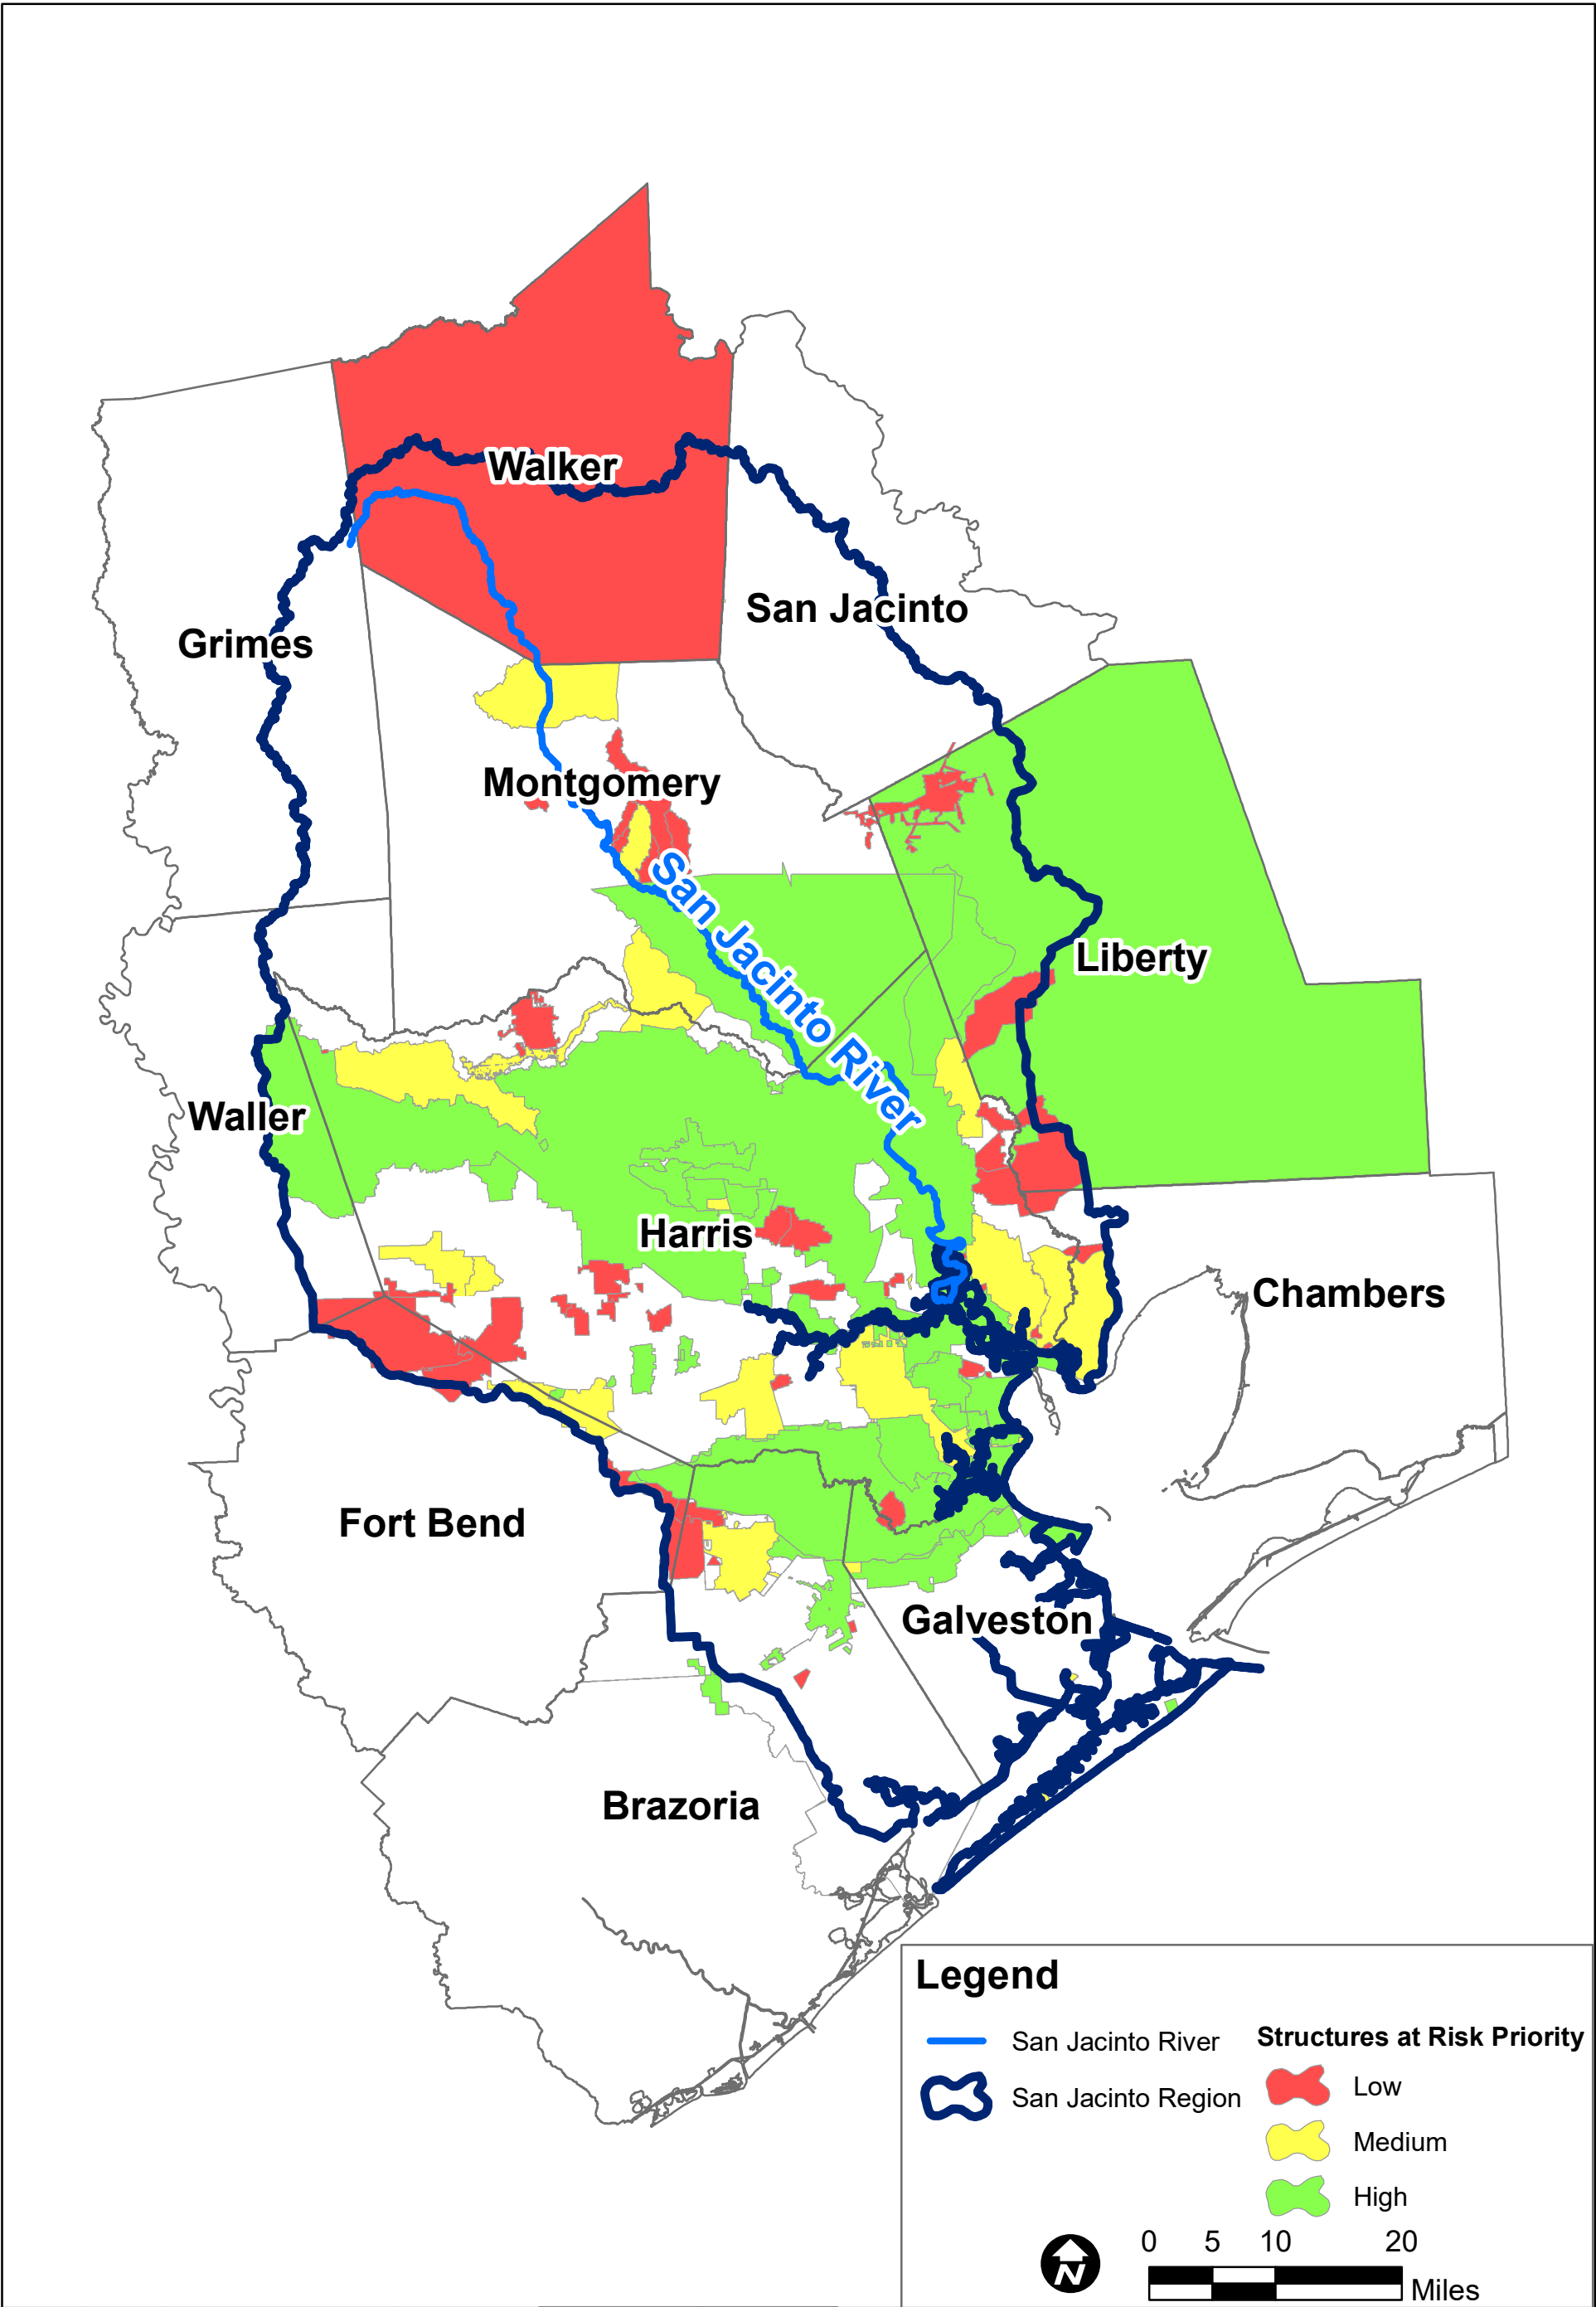 Walker
San Jacinto
Grimes
Montgomery
San Jacinto River
Liberty
Waller
Harris
Chambers
Fort Bend
Galveston
Brazoria
Legend
San Jacinto River
San Jacinto Region
Structures at Risk Priority
Low
Medium
High
N
0 5 10 20
Miles